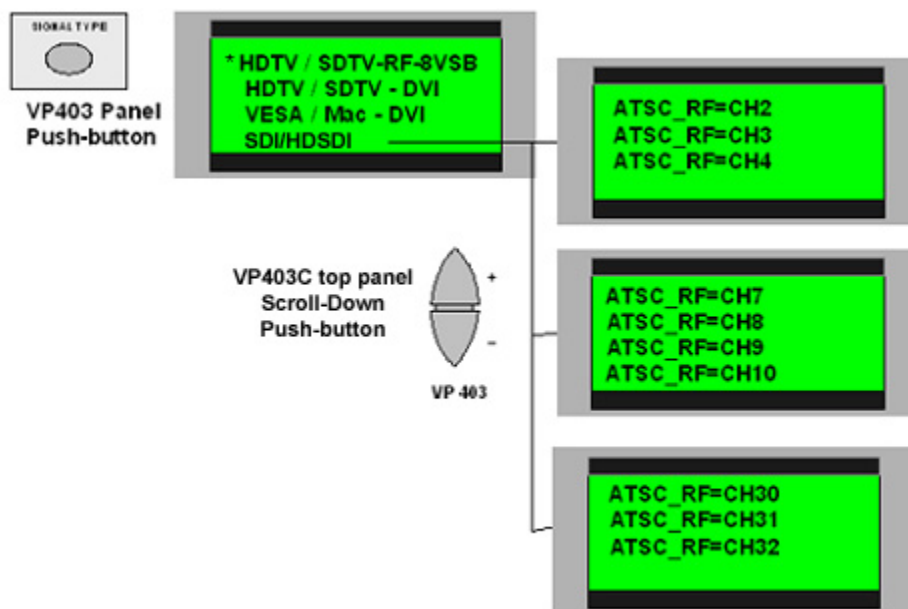 SIGNAL TYPE
VP403 Panel
Push-button
*HDTV / SDTV-RF-8VSB
HDTV / SDTV - DVI
VESA / Mac - DVI
SDI/HDSDI
ATSC_RF=CH2
ATSC_RF=CH3
ATSC_RF=CH4
VP403C top panel
Scroll-Down
Push-button
+
–
VP 403
ATSC_RF=CH7
ATSC_RF=CH8
ATSC_RF=CH9
ATSC_RF=CH10
ATSC_RF=CH30
ATSC_RF=CH31
ATSC_RF=CH32